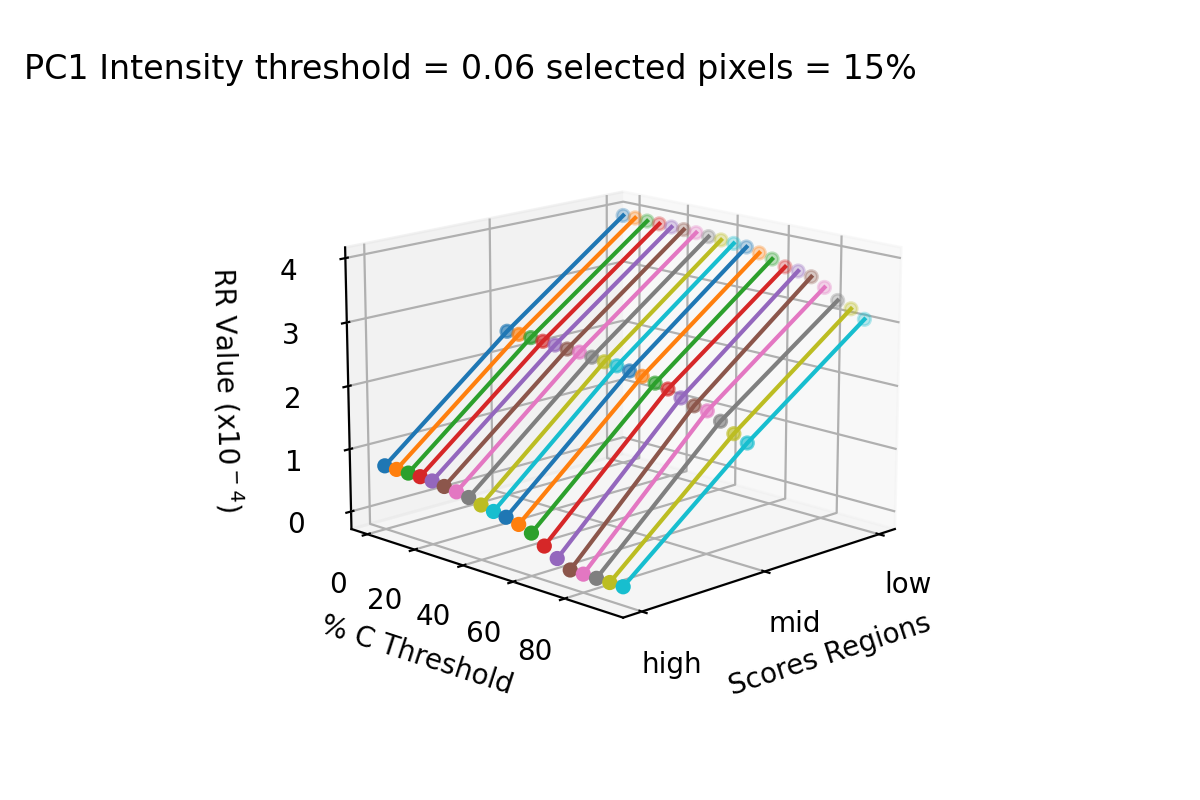 PC1 Intensity threshold = 0.06 selected pixels = 15%
RR Value (x10⁻⁴)
4
3
2
1
0
0
20
40
60
80
% C Threshold
high
mid
low
Scores Regions